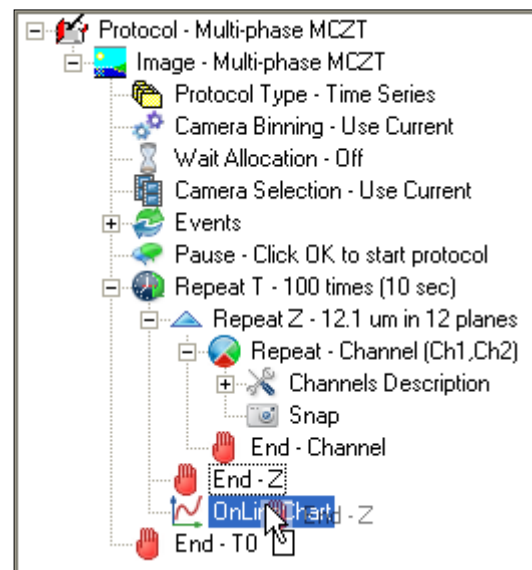 Protocol - Multi-phase MCZT
Image - Multi-phase MCZT
Protocol Type - Time Series
Camera Binning - Use Current
Wait Allocation - Off
Camera Selection - Use Current
Events
Pause - Click OK to start protocol
Repeat T - 100 times (10 sec)
Repeat Z - 12.1 um in 12 planes
Repeat - Channel (Ch1,Ch2)
Channels Description
Snap
End - Channel
End - Z
OnLine Chart End - Z
End - T0